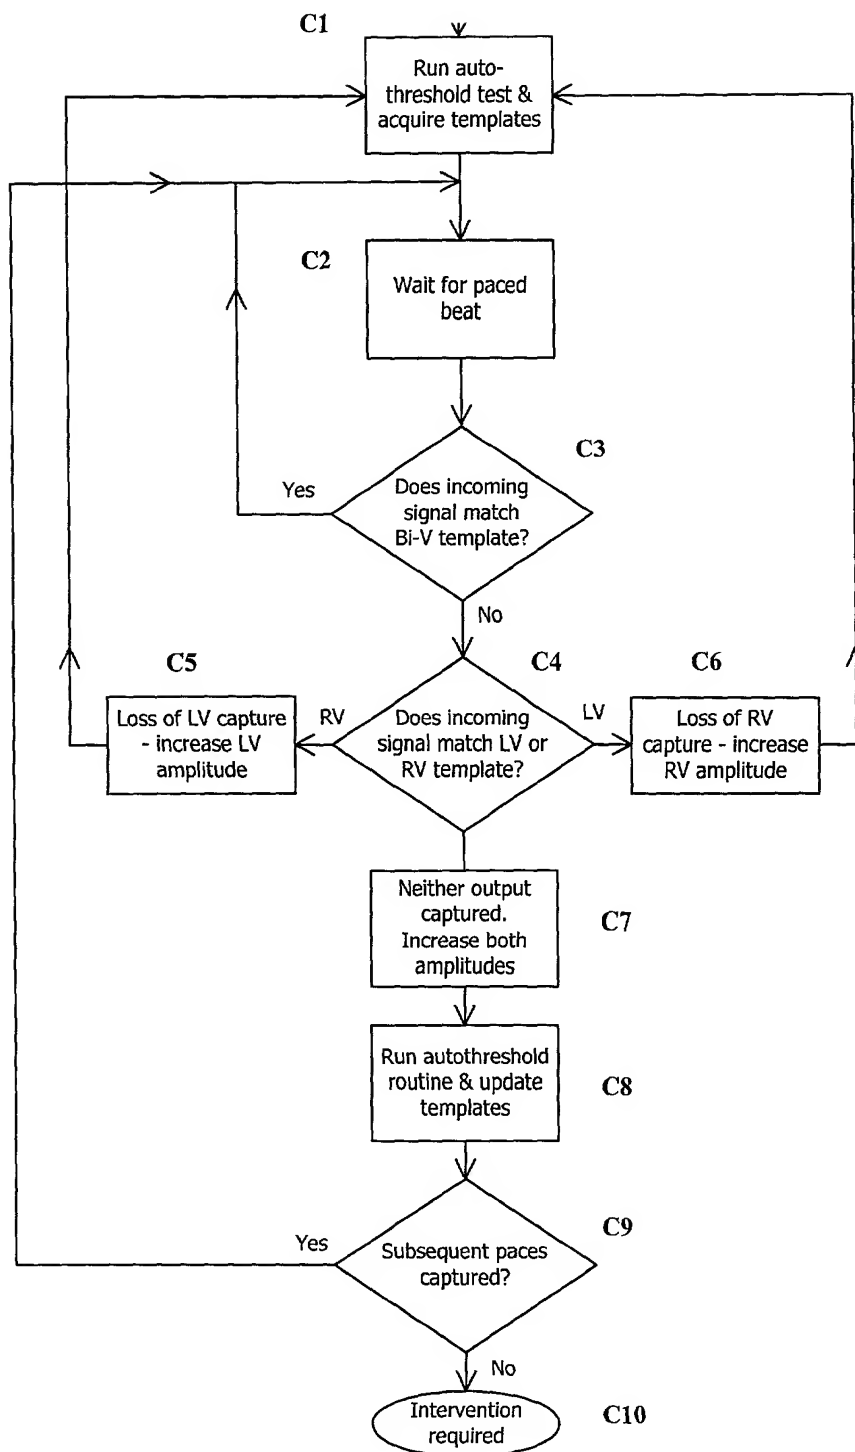 C1
Run auto-
threshold test &
acquire templates
C2
Wait for paced
beat
C3
Yes
Does incoming
signal match
Bi-V template?
No
C5
C4
C6
Loss of LV capture
- increase LV
amplitude
RV
Does incoming
signal match LV or
RV template?
LV
Loss of RV
capture - increase
RV amplitude
Neither output
captured.
Increase both
amplitudes
C7
Run autothreshold
routine & update
templates
C8
C9
Yes
Subsequent paces
captured?
No
Intervention
required
C10